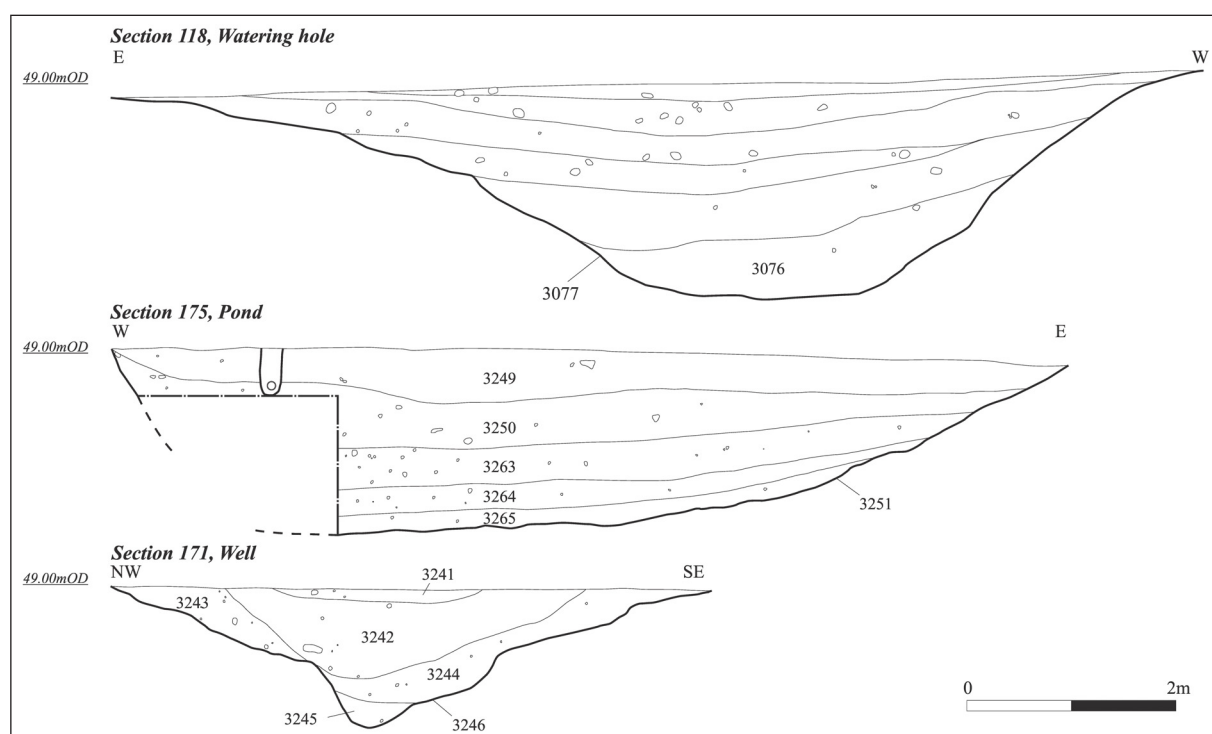 Section 118, Watering hole
E W
49.00mOD
3076
3077
Section 175, Pond
W E
49.00mOD
3249
3250
3263
3264
3265
3251
Section 171, Well
NW SE
49.00mOD
3241
3243
3242
3244
3245 3246
0 2m